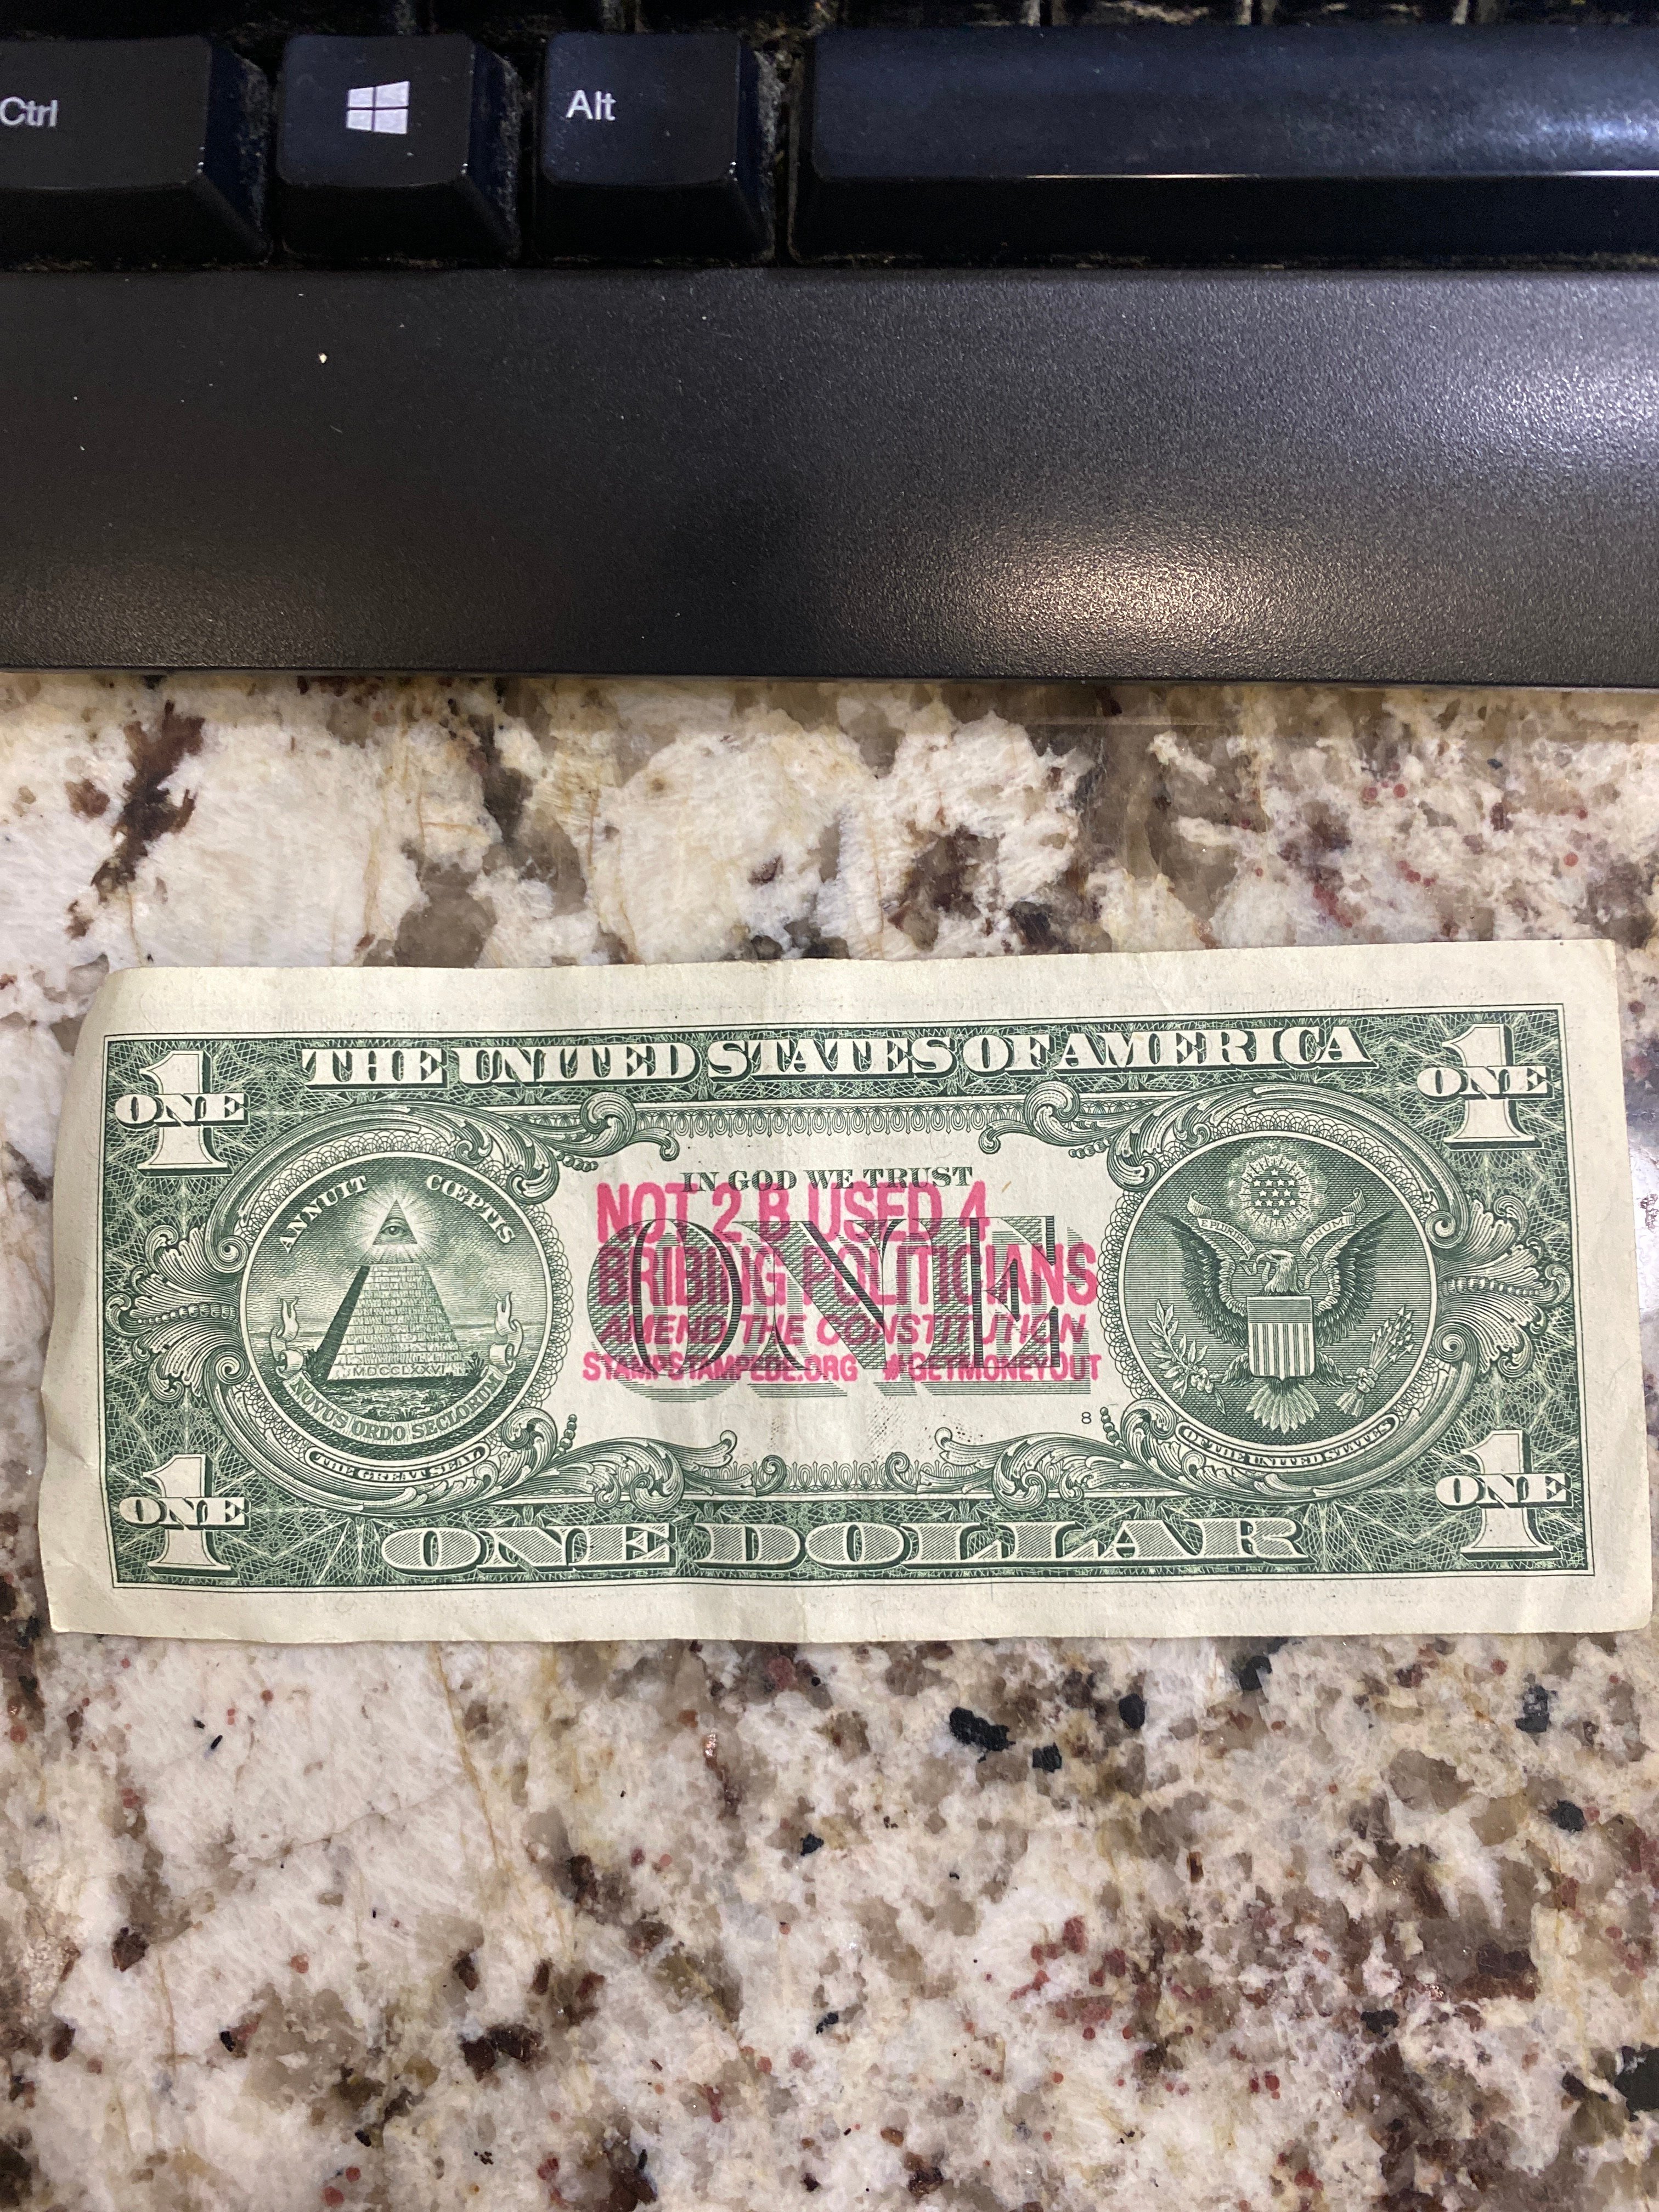 Ctrl
Alt
THE UNITED STATES OF AMERICA
1
ONE
1
ONE
ANNUIT CŒPTIS
MDCCLXXVI
NOVUS ORDO SECLORUM
THE GREAT SEAL
IN GOD WE TRUST
ONE
NOT 2 B USED 4
BRIBING POLITICIANS
AMEND THE CONSTITUTION
STAMPSTAMPEDE.ORG #GETMONEYOUT
8
E PLURIBUS UNUM
OF THE UNITED STATES
1
ONE
1
ONE
ONE DOLLAR